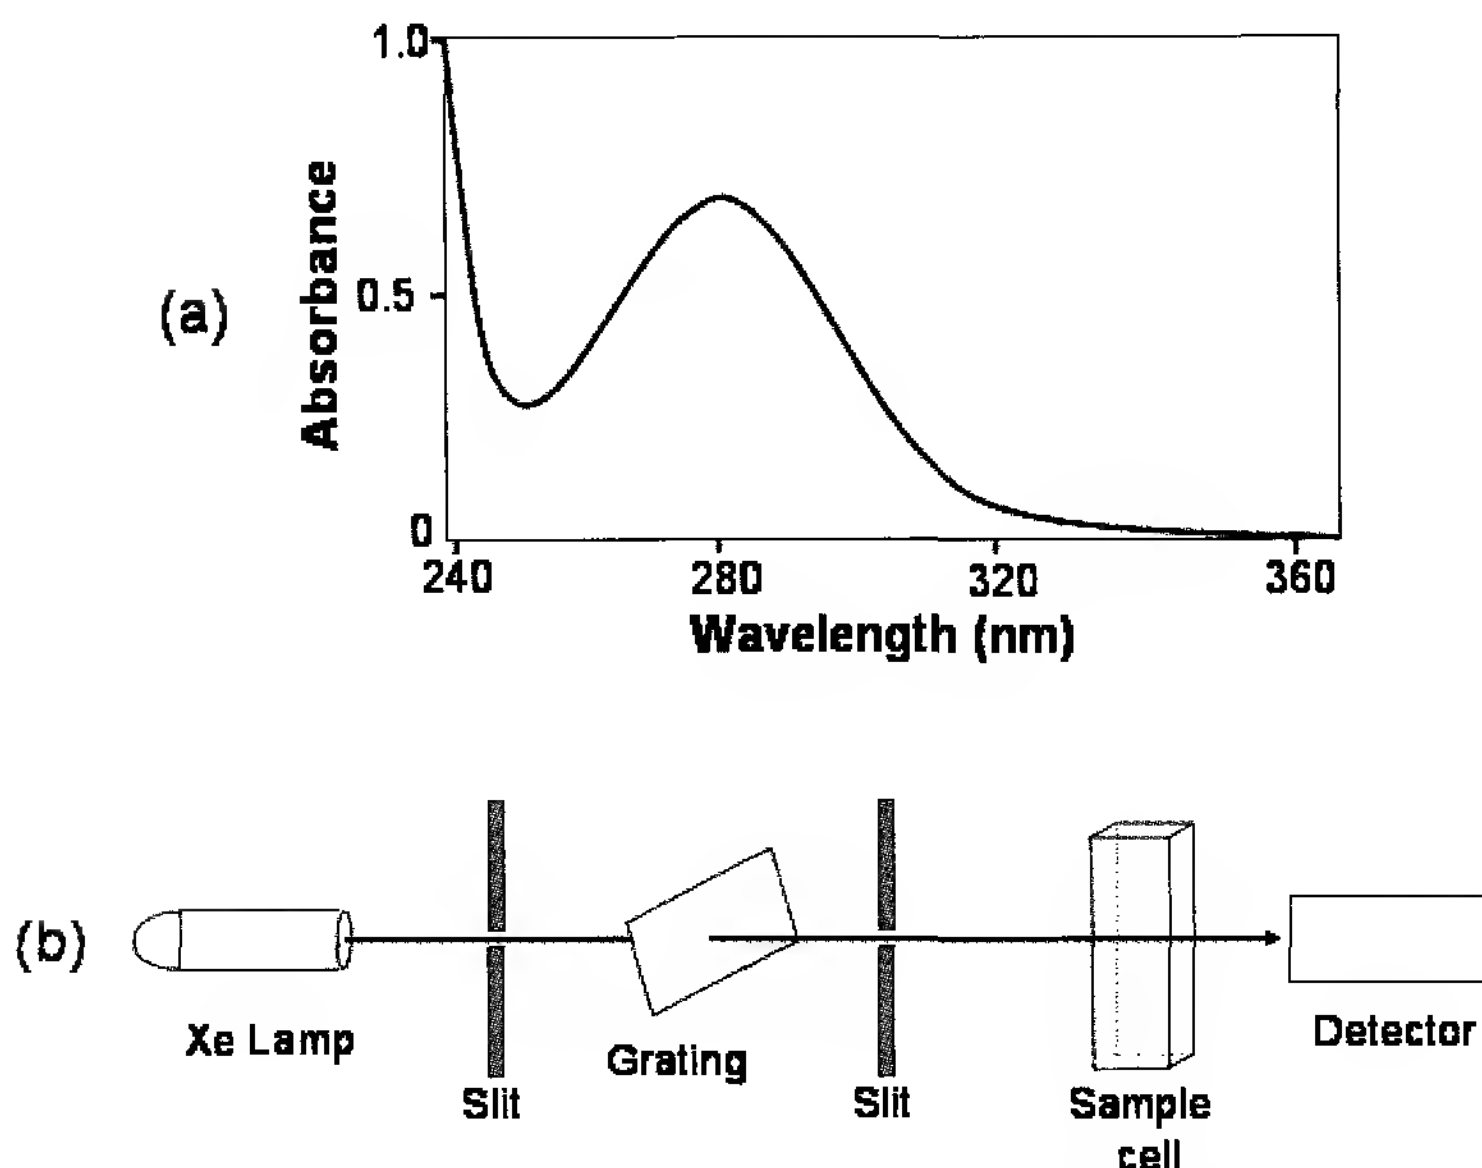 (a)
Absorbance
1.0
0.5
0
240 280 320 360
Wavelength (nm)
(b)
Xe Lamp
Slit
Grating
Slit
Sample
cell
Detector